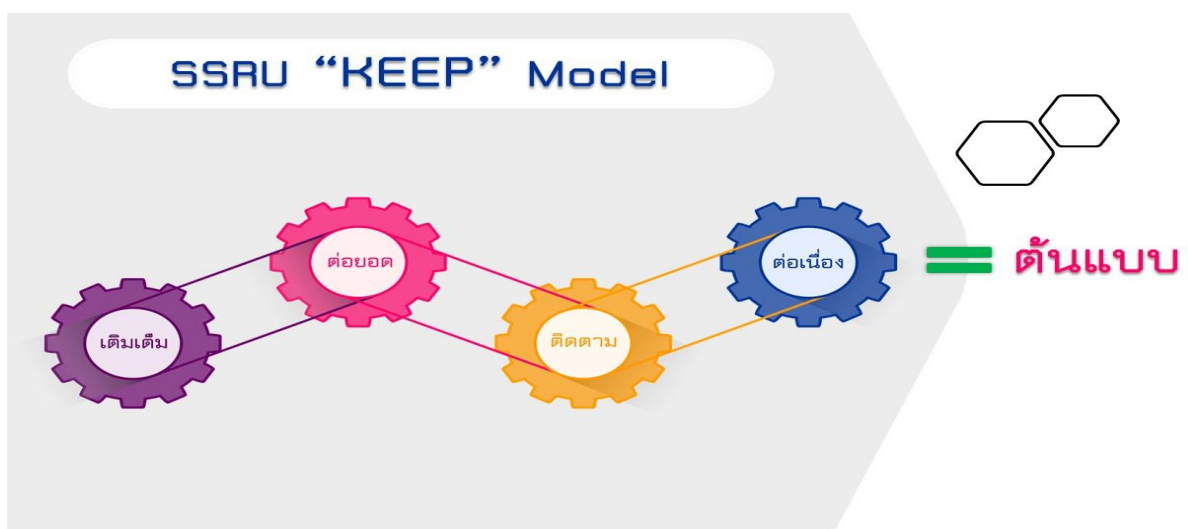 SSRU “KEEP” Model
เติมเต็ม
ต่อยอด
ติดตาม
ต่อเนื่อง
= ต้นแบบ